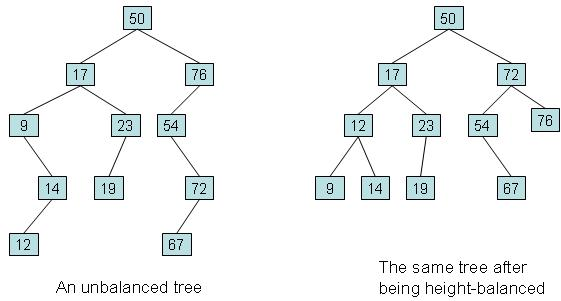 50
17 76
9 23 54
14 19 72
12 67
An unbalanced tree
50
17 72
12 23 54 76
9 14 19 67
The same tree after
being height-balanced